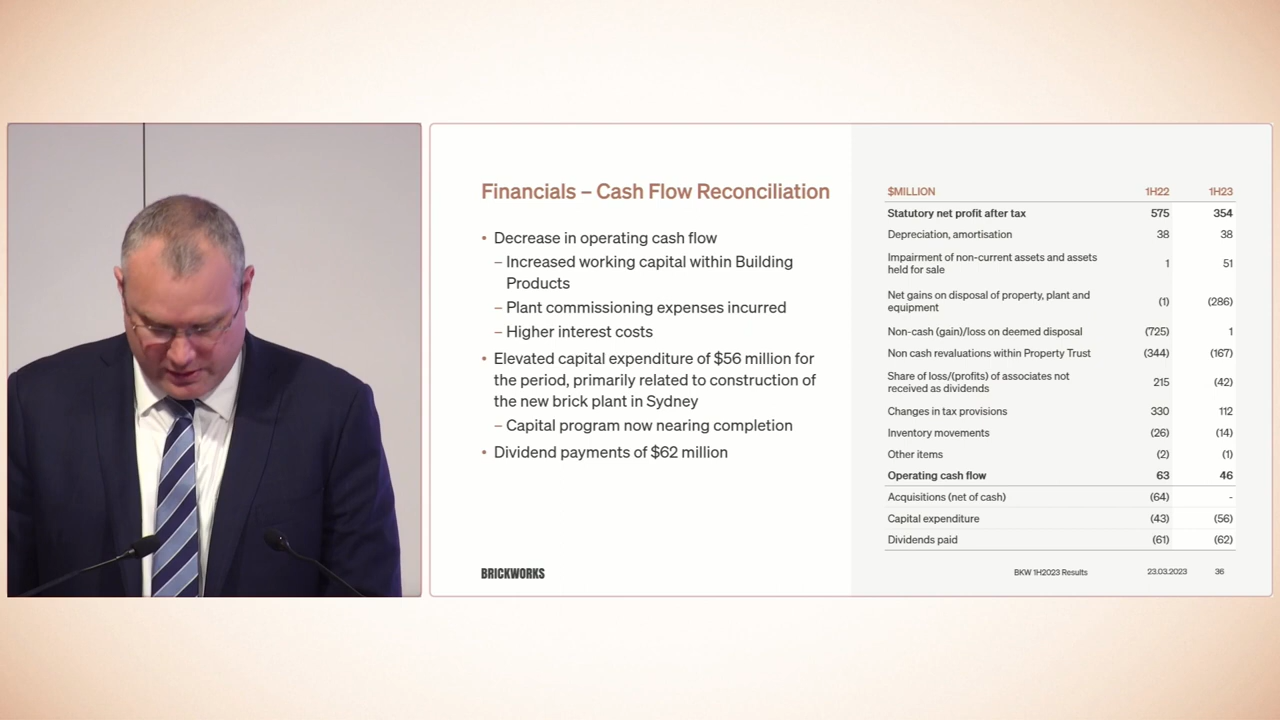 Financials – Cash Flow Reconciliation
• Decrease in operating cash flow
– Increased working capital within Building
Products
– Plant commissioning expenses incurred
– Higher interest costs
• Elevated capital expenditure of $56 million for
the period, primarily related to construction of
the new brick plant in Sydney
– Capital program now nearing completion
• Dividend payments of $62 million
BRICKWORKS
$MILLION 1H22 1H23
Statutory net profit after tax 575 354
Depreciation, amortisation 38 38
Impairment of non-current assets and assets
held for sale 1 51
Net gains on disposal of property, plant and
equipment (1) (286)
Non-cash (gain)/loss on deemed disposal (725) 1
Non cash revaluations within Property Trust (344) (167)
Share of loss/(profits) of associates not
received as dividends 215 (42)
Changes in tax provisions 330 112
Inventory movements (26) (14)
Other items (2) (1)
Operating cash flow 63 46
Acquisitions (net of cash) (64) -
Capital expenditure (43) (56)
Dividends paid (61) (62)
BKW 1H2023 Results 23.03.2023 36